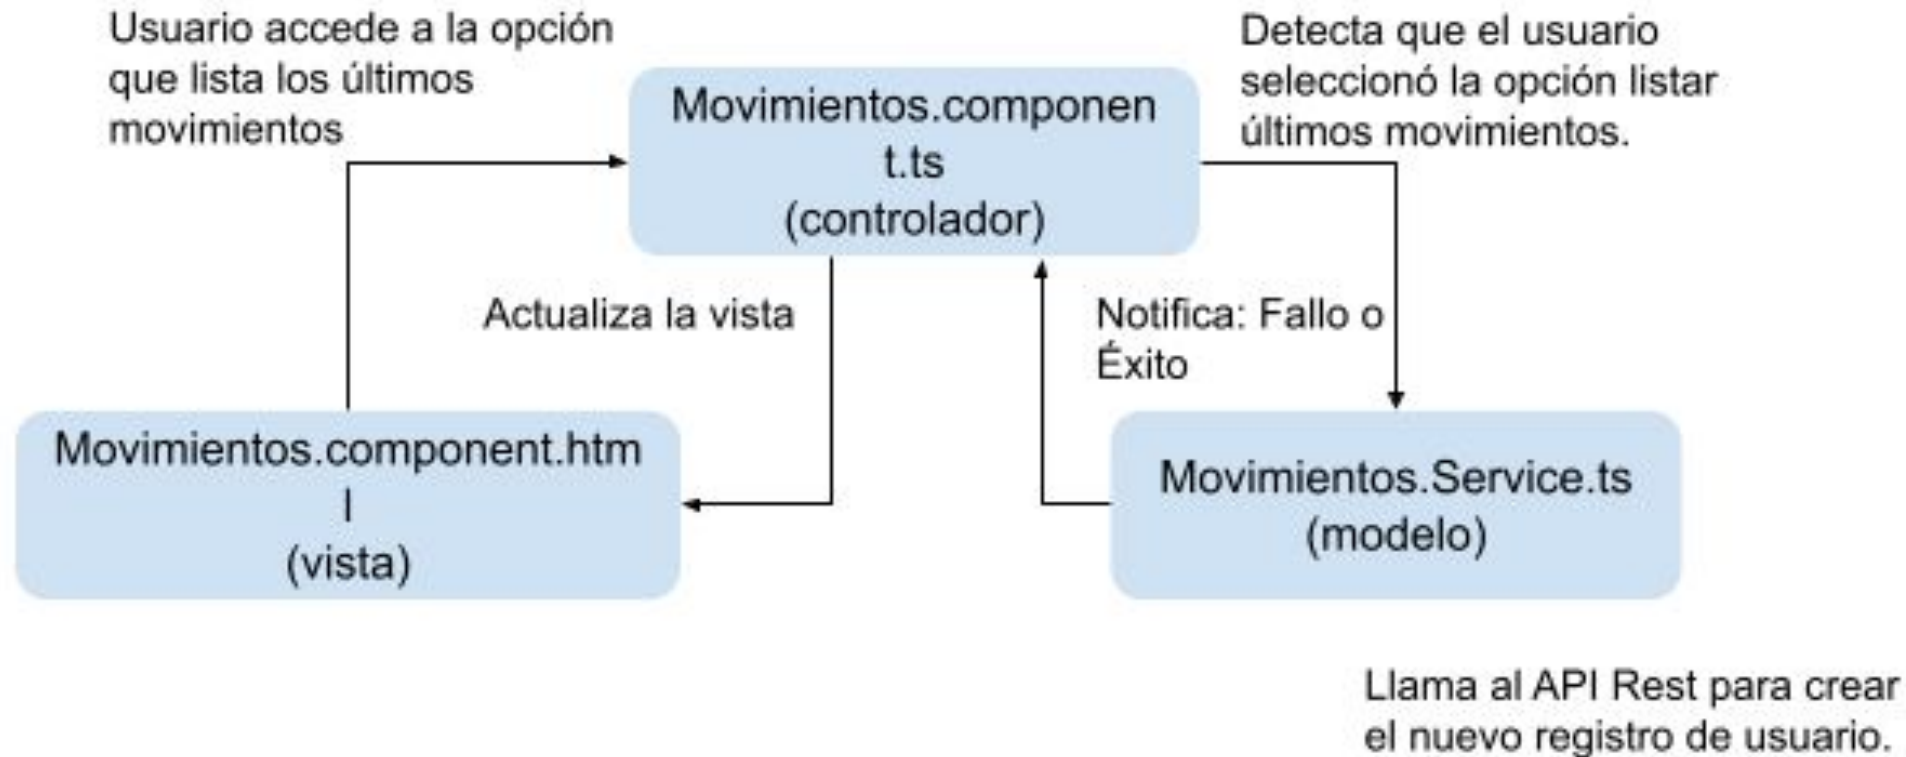 Usuario accede a la opción
que lista los últimos
movimientos
Movimientos.componen
t.ts
(controlador)
Detecta que el usuario
seleccionó la opción listar
últimos movimientos.
Actualiza la vista
Notifica: Fallo o
Éxito
Movimientos.component.htm
l
(vista)
Movimientos.Service.ts
(modelo)
Llama al API Rest para crear
el nuevo registro de usuario.